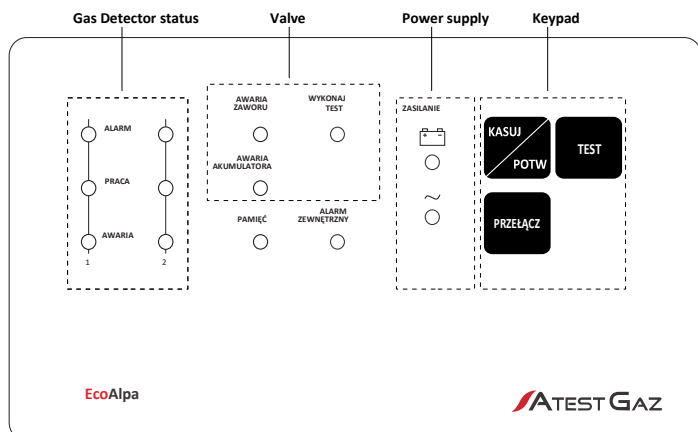 Gas Detector status
Valve
Power supply
Keypad
ALARM
PRACA
AWARIA
1
2
AWARIA
ZAWORU
WYKONAJ
TEST
AWARIA
AKUMULATORA
PAMIĘĆ
ALARM
ZEWNĘTRZNY
ZASILANIE
KASUJ
POTW
TEST
PRZEŁĄCZ
EcoAlpa
ATEST GAZ